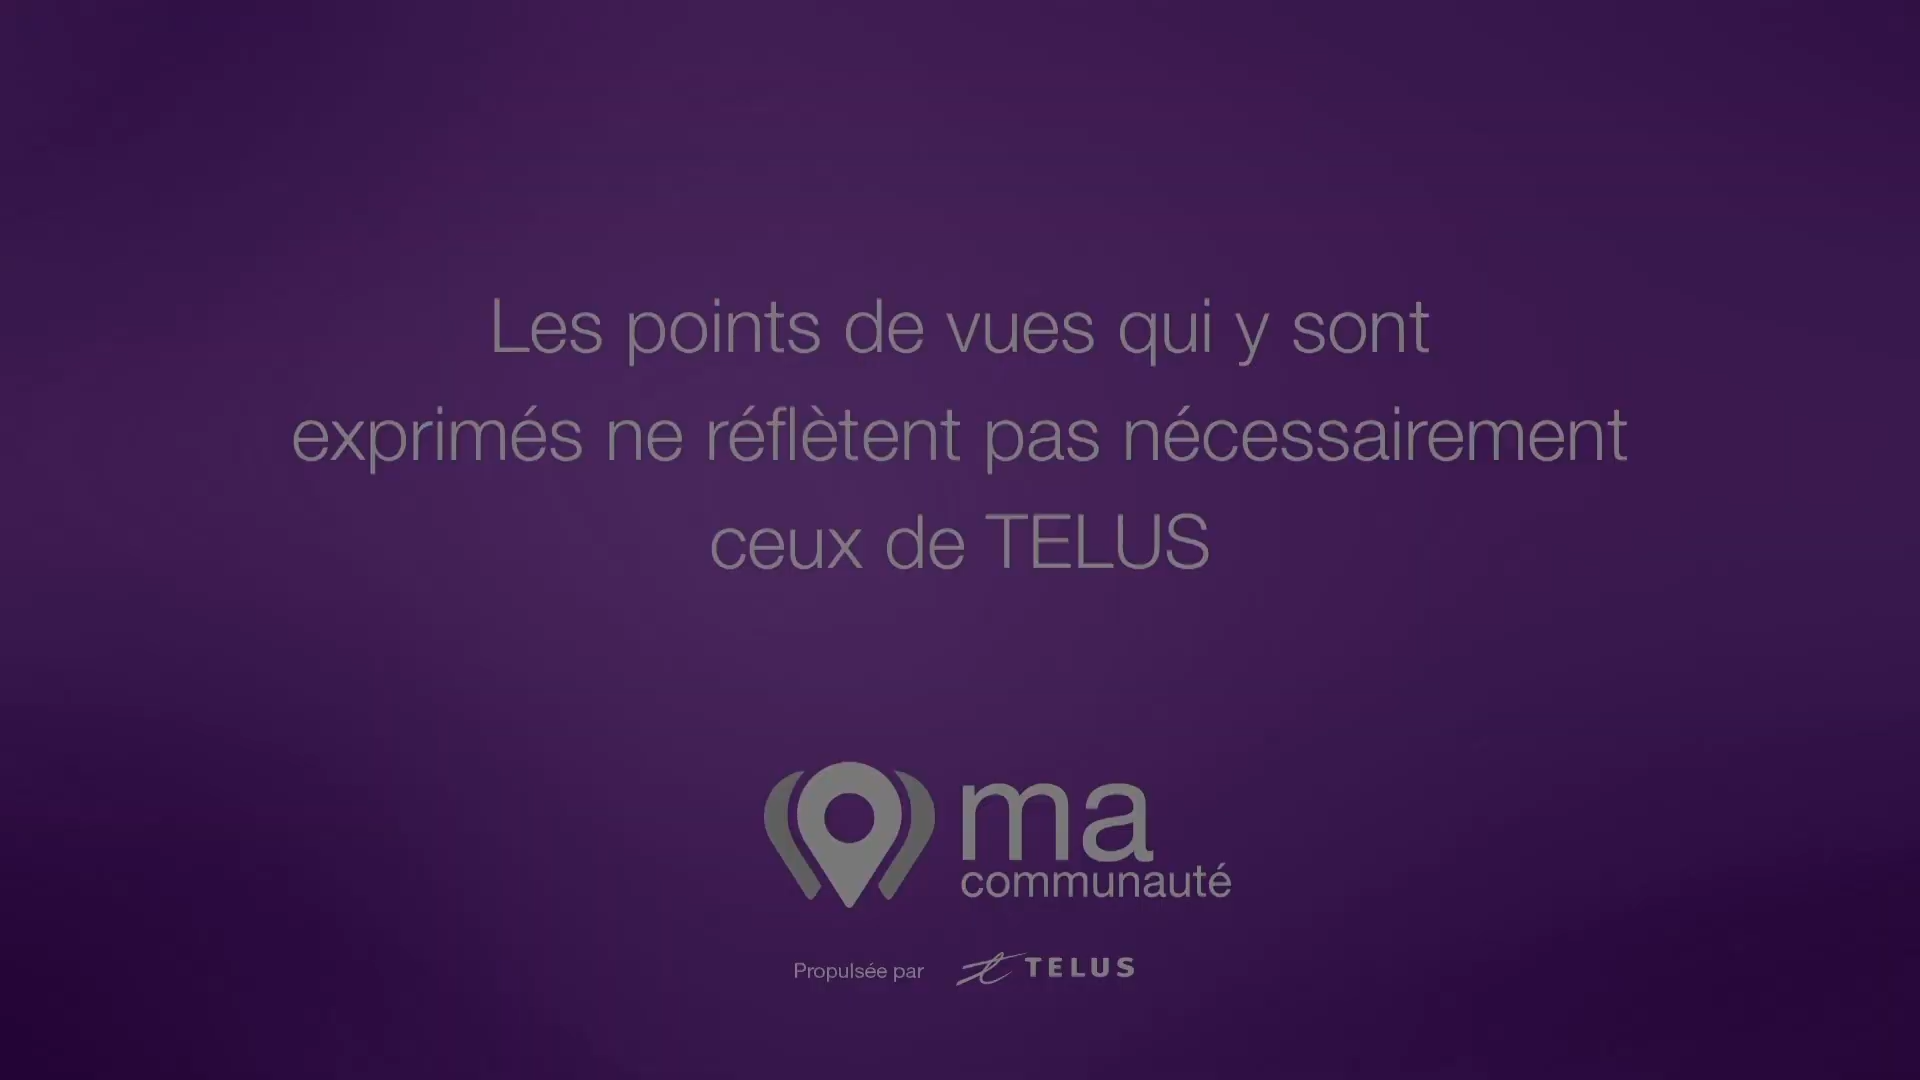 Les points de vues qui y sont
exprimés ne réflètent pas nécessairement
ceux de TELUS
ma
communauté
Propulsée par TELUS